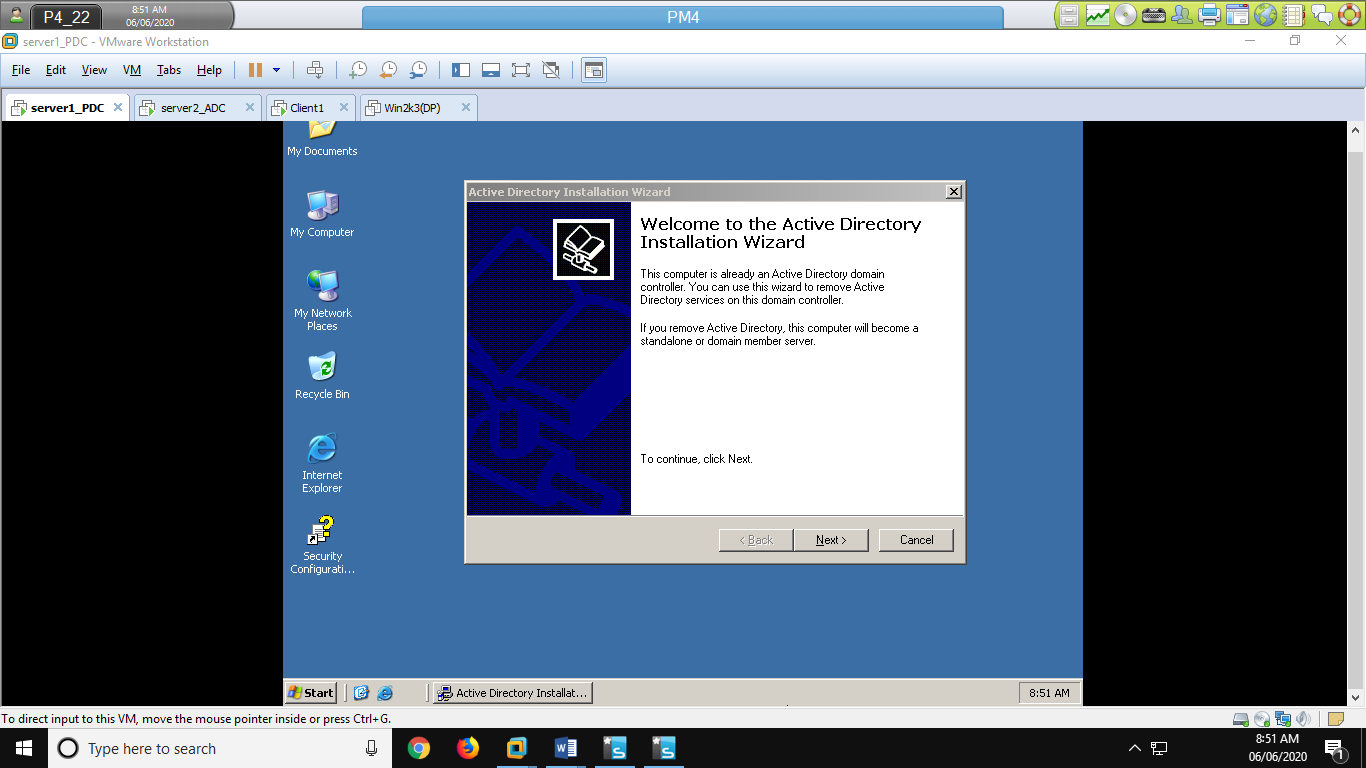 P4_22
8:51 AM
06/06/2020
PM4
server1_PDC - VMware Workstation
File Edit View VM Tabs Help
server1_PDC server2_ADC Client1 Win2k3(DP)
My Documents
My Computer
My Network
Places
Recycle Bin
Internet
Explorer
Security
Configurati...
Active Directory Installation Wizard
Welcome to the Active Directory
Installation Wizard
This computer is already an Active Directory domain
controller. You can use this wizard to remove Active
Directory services on this domain controller.
If you remove Active Directory, this computer will become a
standalone or domain member server.
To continue, click Next.
< Back Next > Cancel
Start Active Directory Installat... 8:51 AM
To direct input to this VM, move the mouse pointer inside or press Ctrl+G.
Type here to search
8:51 AM
06/06/2020
1